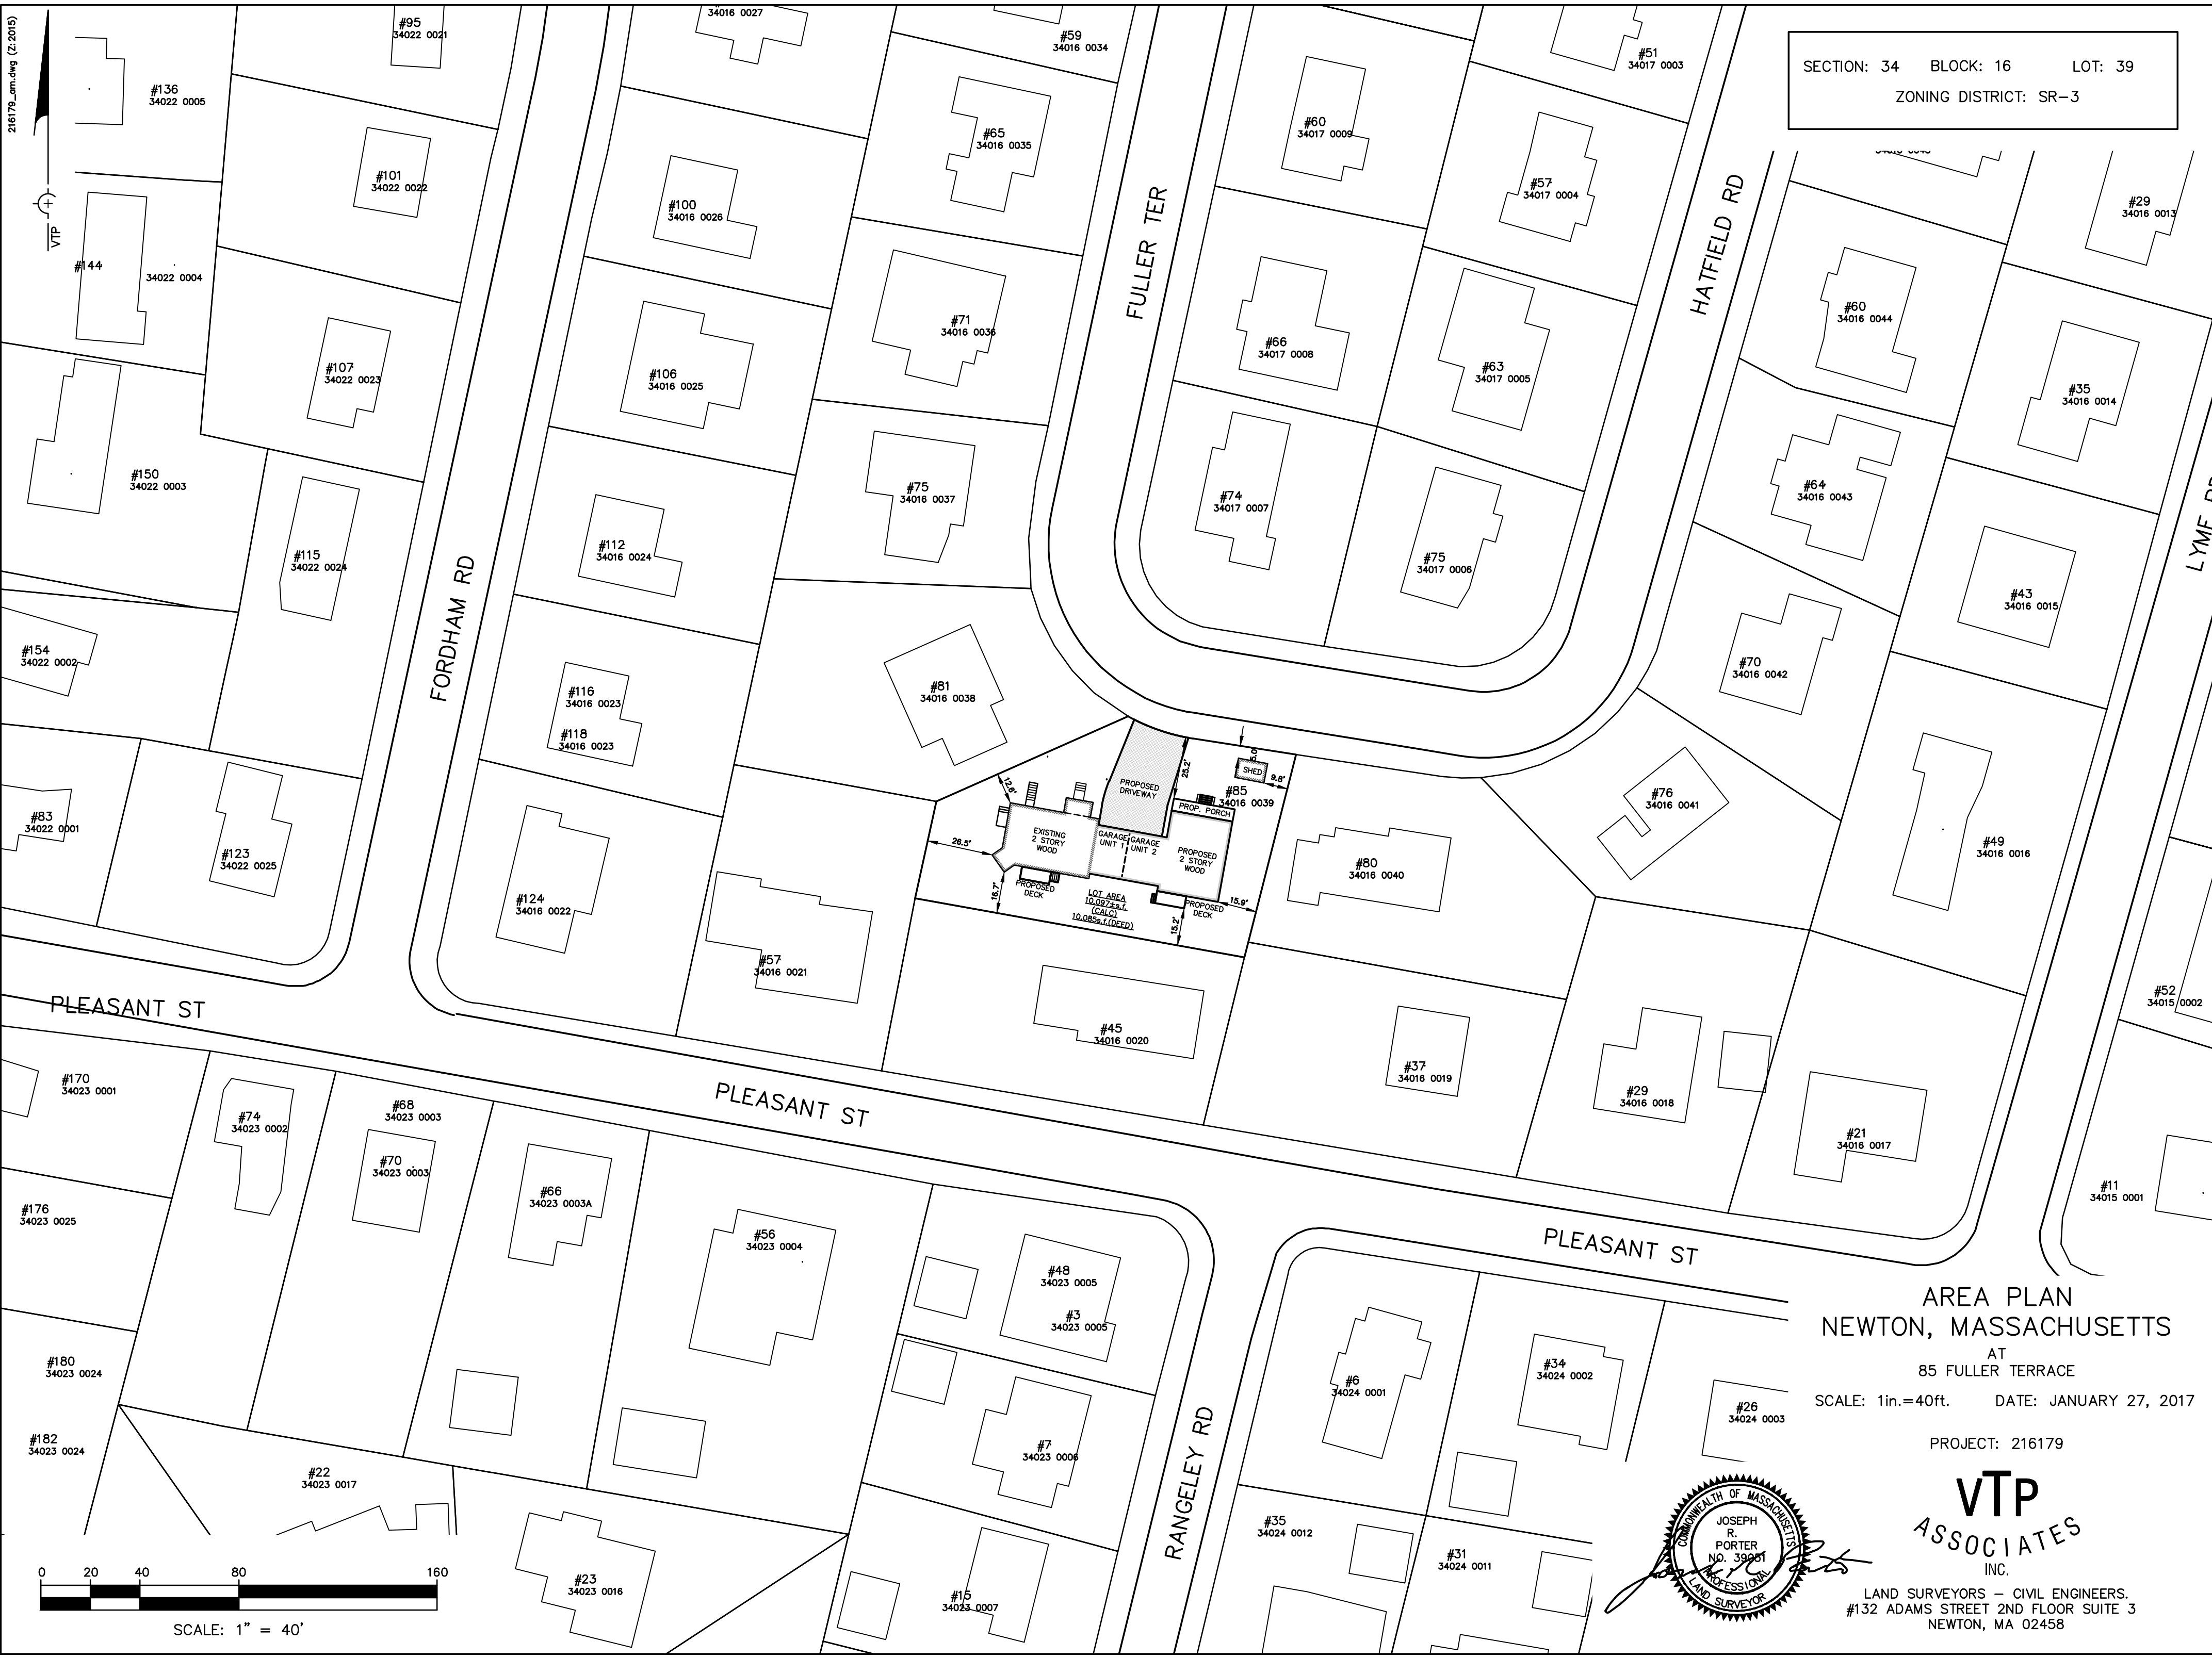 216179_am.dwg (Z:2015)
VTP
SECTION: 34 BLOCK: 16 LOT: 39
ZONING DISTRICT: SR-3
#95
34022 0021
34016 0027
#59
34016 0034
#51
34017 0003
#136
34022 0005
#101
34022 0022
#100
34016 0026
#65
34016 0035
#60
34017 0009
#57
34017 0004
#29
34016 0013
#144
34022 0004
#107
34022 0023
#106
34016 0025
#71
34016 0036
FULLER TER
#66
34017 0008
#63
34017 0005
HATFIELD RD
#60
34016 0044
#35
34016 0014
#150
34022 0003
#115
34022 0024
#112
34016 0024
#75
34016 0037
#74
34017 0007
#75
34017 0006
#64
34016 0043
#43
34016 0015
#154
34022 0002
FORDHAM RD
#116
34016 0023
#118
34016 0023
#81
34016 0038
#70
34016 0042
#76
34016 0041
#49
34016 0016
#83
34022 0001
#123
34022 0025
#124
34016 0022
#57
34016 0021
12.6'
26.5'
16.7'
EXISTING
2 STORY
WOOD
PROPOSED
DECK
PROPOSED
DRIVEWAY
25.2'
GARAGE
UNIT 1
GARAGE
UNIT 2
PROP. PORCH
PROPOSED
2 STORY
WOOD
5.0
SHED
9.8'
#85
34016 0039
LOT AREA
10,097±s.f.
(CALC)
10,085s.f.(DEED)
PROPOSED
DECK
15.9'
15.2'
#80
34016 0040
#45
34016 0020
#37
34016 0019
#29
34016 0018
#21
34016 0017
#52
34015 0002
#11
34015 0001
PLEASANT ST
PLEASANT ST
PLEASANT ST
#170
34023 0001
#74
34023 0002
#68
34023 0003
#70
34023 0003
#66
34023 0003A
#56
34023 0004
#48
34023 0005
#3
34023 0005
#176
34023 0025
#180
34023 0024
#182
34023 0024
#22
34023 0017
#23
34023 0016
#7
34023 0006
#15
34023 0007
RANGELEY RD
#6
34024 0001
#34
34024 0002
#26
34024 0003
#35
34024 0012
#31
34024 0011
0 20 40 80 160
SCALE: 1" = 40'
AREA PLAN
NEWTON, MASSACHUSETTS
AT
85 FULLER TERRACE
SCALE: 1in.=40ft. DATE: JANUARY 27, 2017
PROJECT: 216179
COMMONWEALTH OF MASSACHUSETTS
JOSEPH
R.
PORTER
NO. 39051
PROFESSIONAL
LAND SURVEYOR
VTP
ASSOCIATES
INC.
LAND SURVEYORS - CIVIL ENGINEERS.
#132 ADAMS STREET 2ND FLOOR SUITE 3
NEWTON, MA 02458